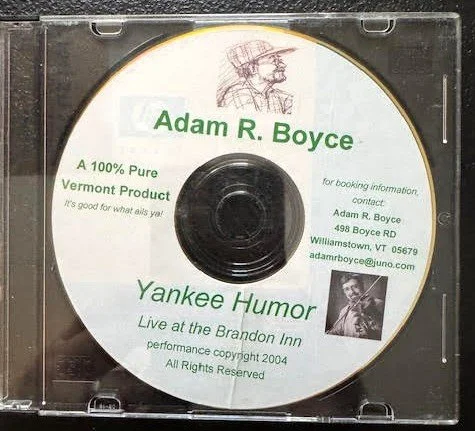 Adam R. Boyce
A 100% Pure
Vermont Product
It's good for what ails ya!
for booking information,
contact:
Adam R. Boyce
498 Boyce RD
Williamstown, VT 05679
adamrboyce@juno.com
Yankee Humor
Live at the Brandon Inn
performance copyright 2004
All Rights Reserved